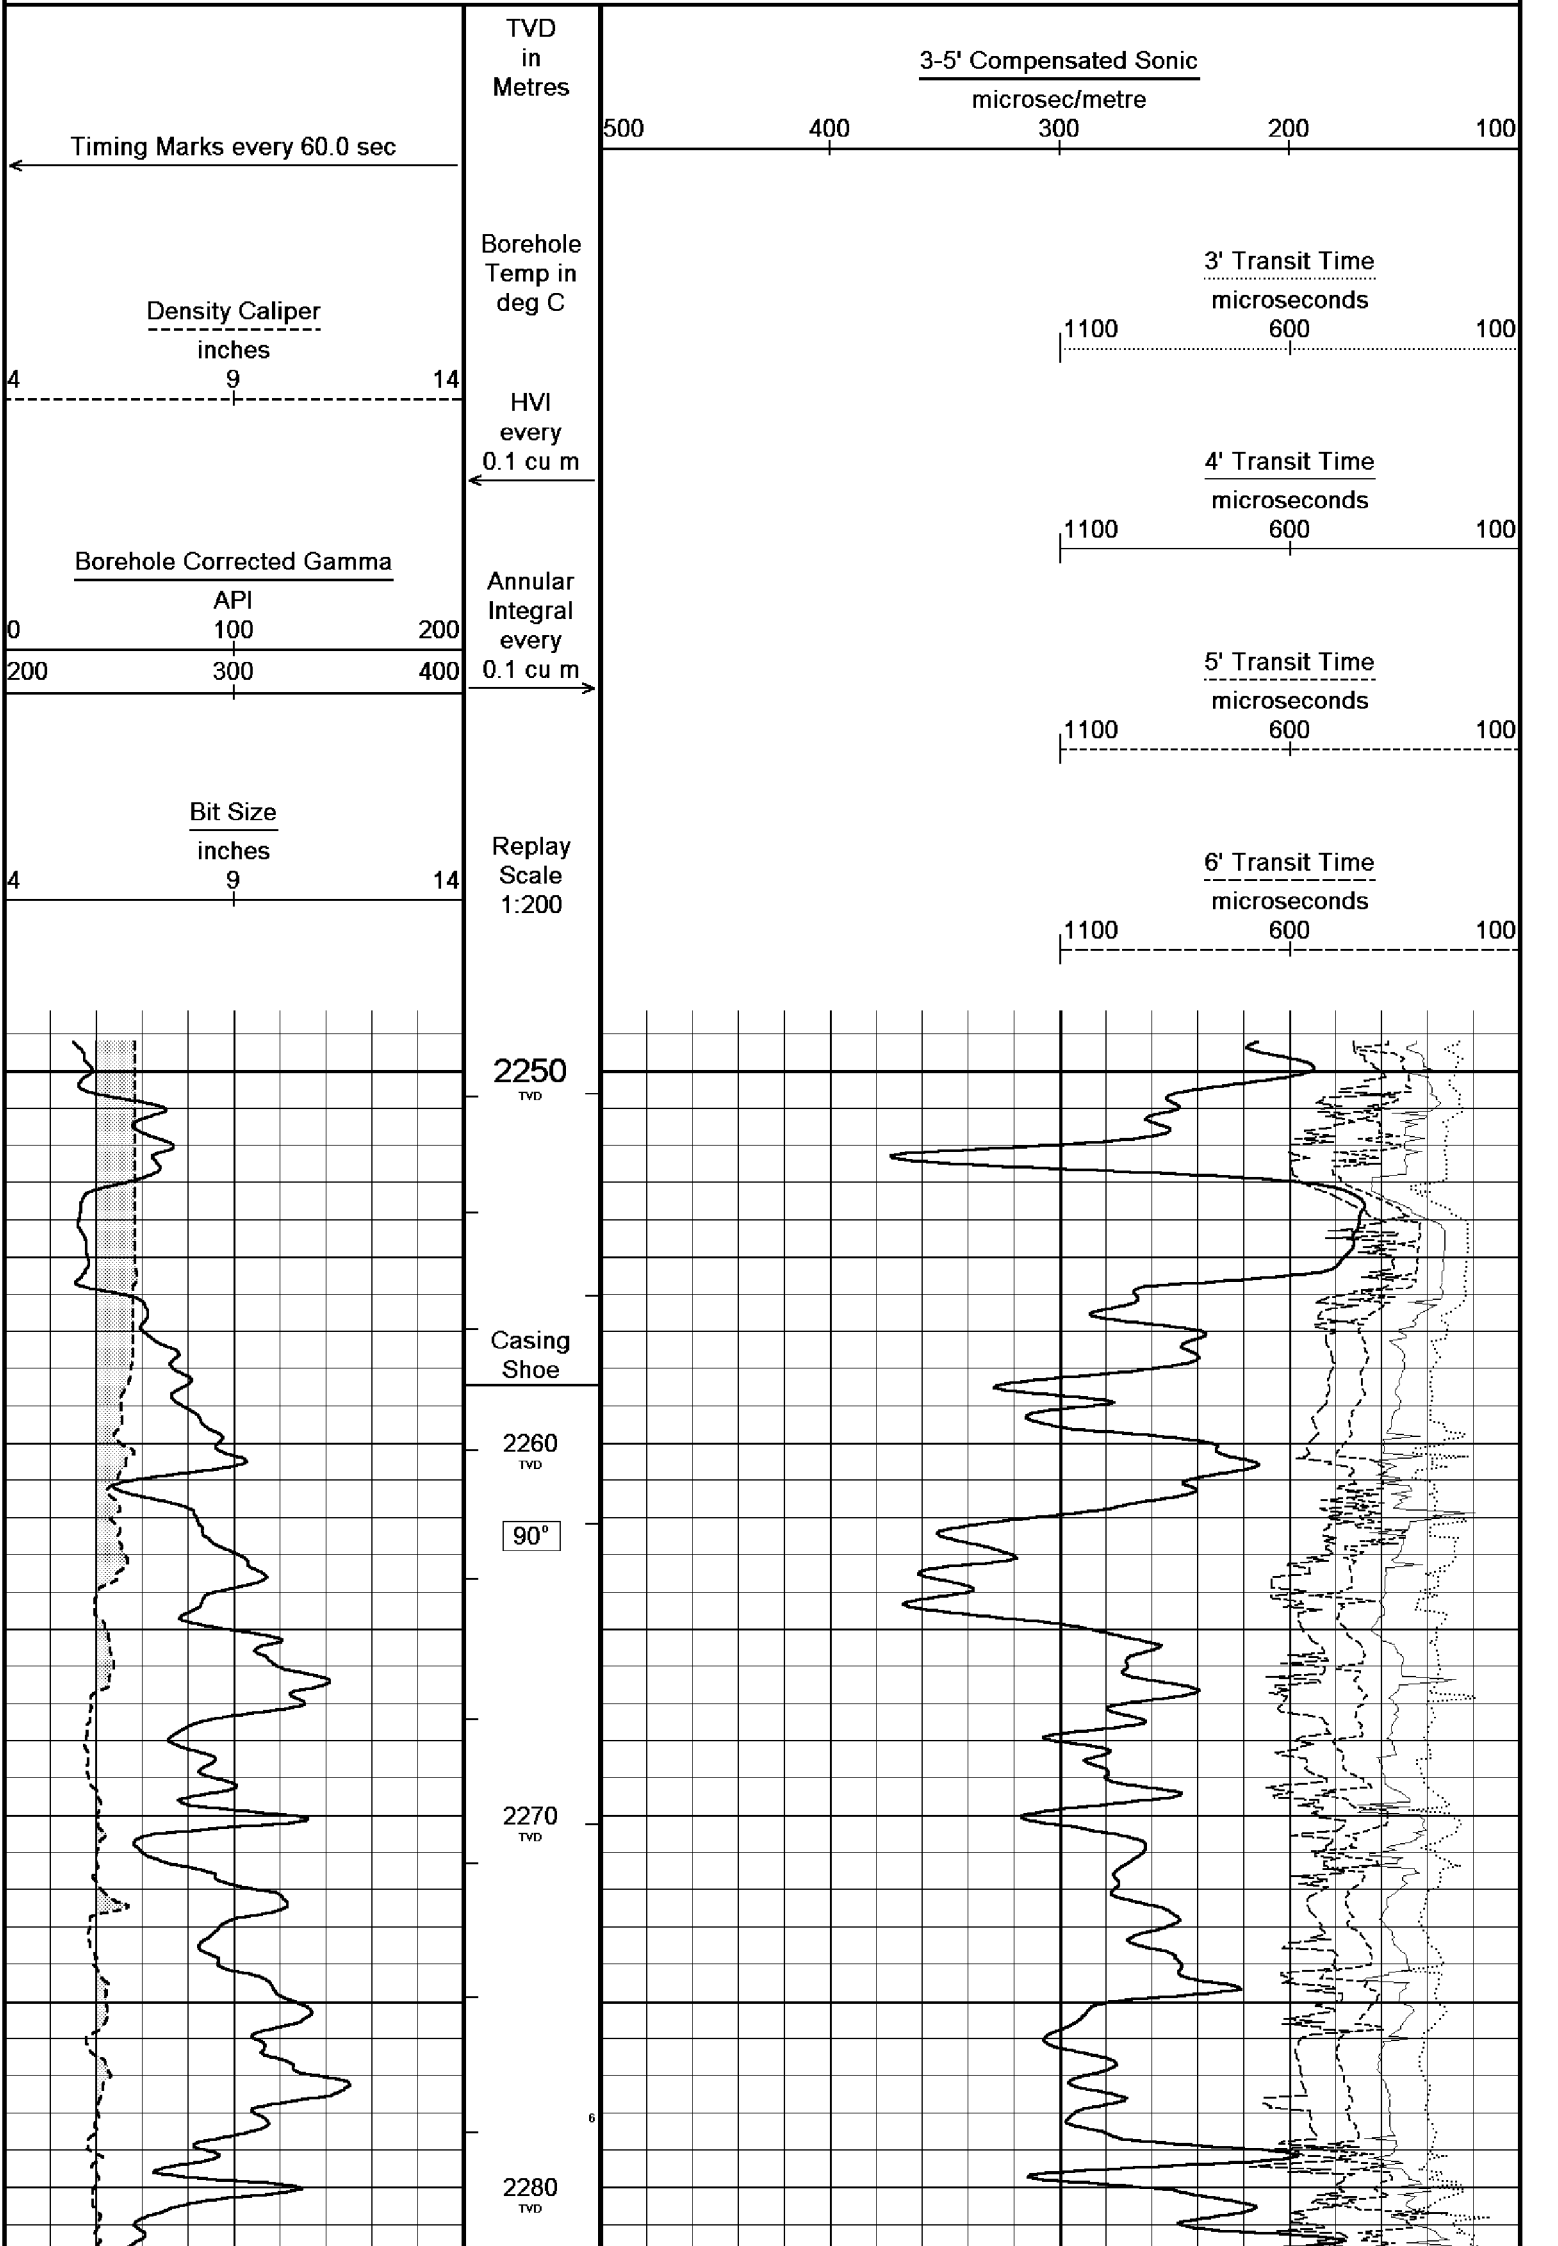 Timing Marks every 60.0 sec
Density Caliper
inches
4 9 14
Borehole Corrected Gamma
API
0 100 200
200 300 400
Bit Size
inches
4 9 14
TVD
in
Metres
Borehole
Temp in
deg C
HVI
every
0.1 cu m
Annular
Integral
every
0.1 cu m
Replay
Scale
1:200
3-5' Compensated Sonic
microsec/metre
500 400 300 200 100
3' Transit Time
microseconds
1100 600 100
4' Transit Time
microseconds
1100 600 100
5' Transit Time
microseconds
1100 600 100
6' Transit Time
microseconds
1100 600 100
2250
TVD
Casing
Shoe
2260
TVD
90°
2270
TVD
6
2280
TVD